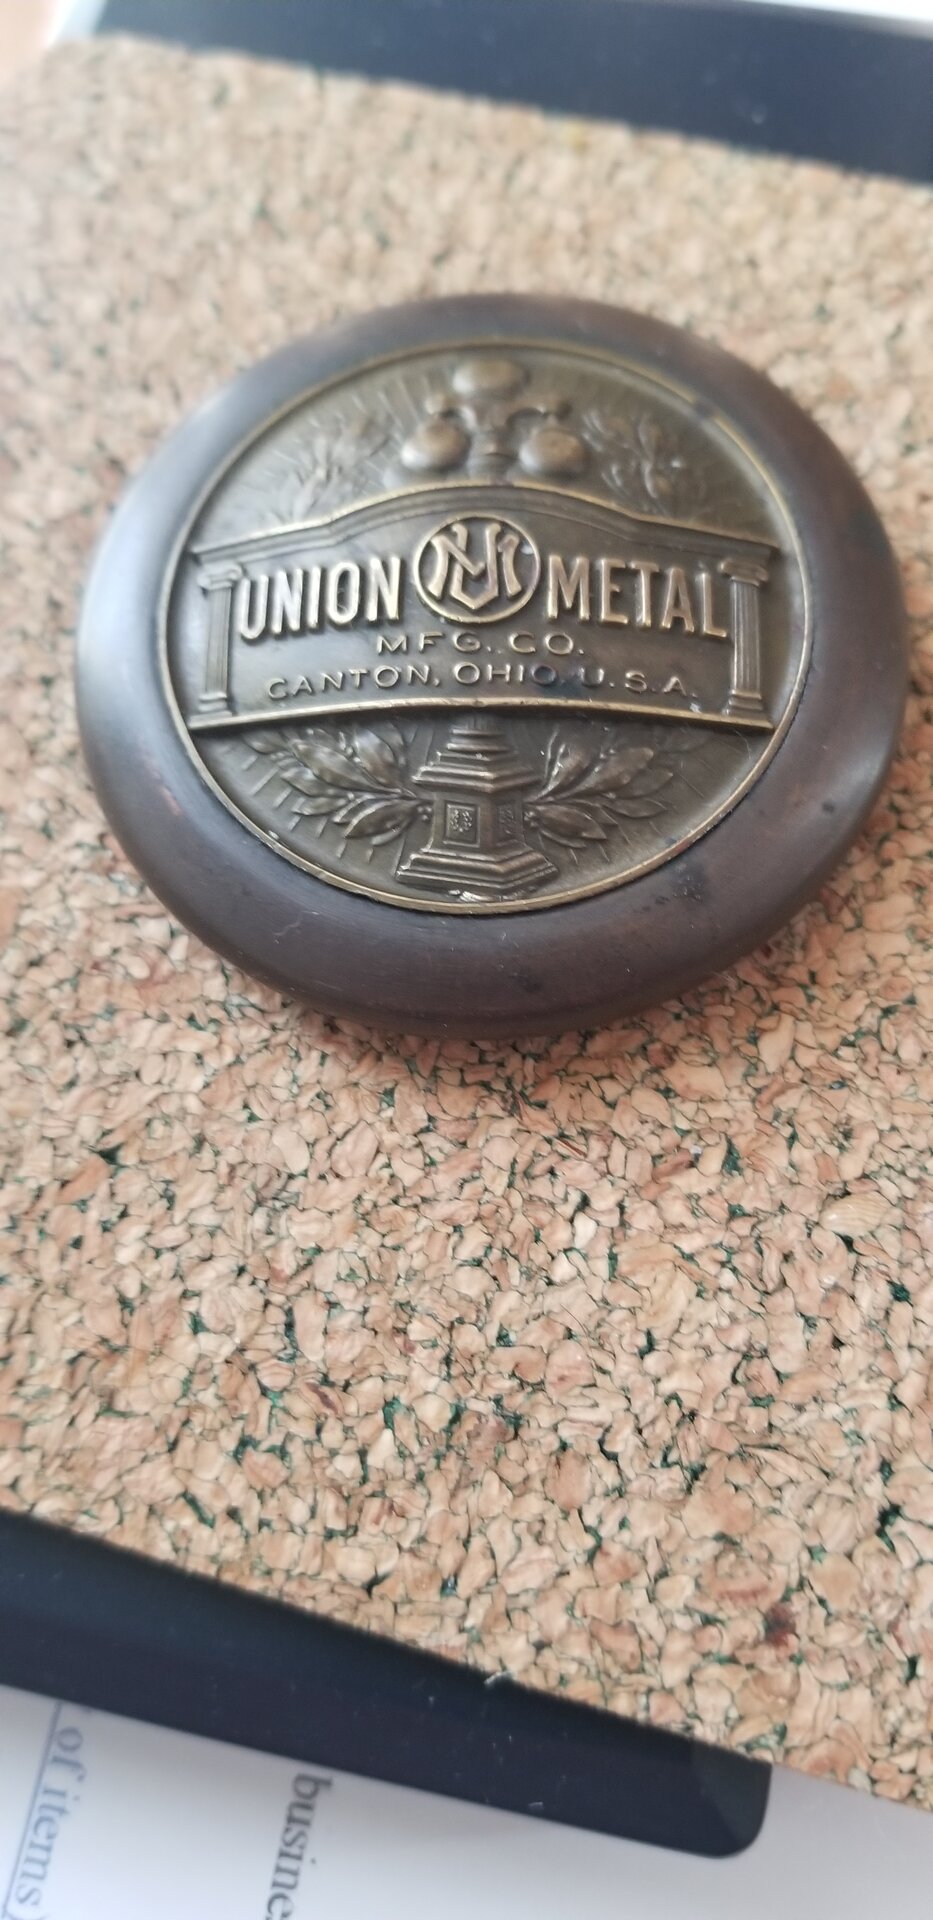 UNION UM METAL
MFG. CO.
CANTON, OHIO, U.S.A.
of items
busine